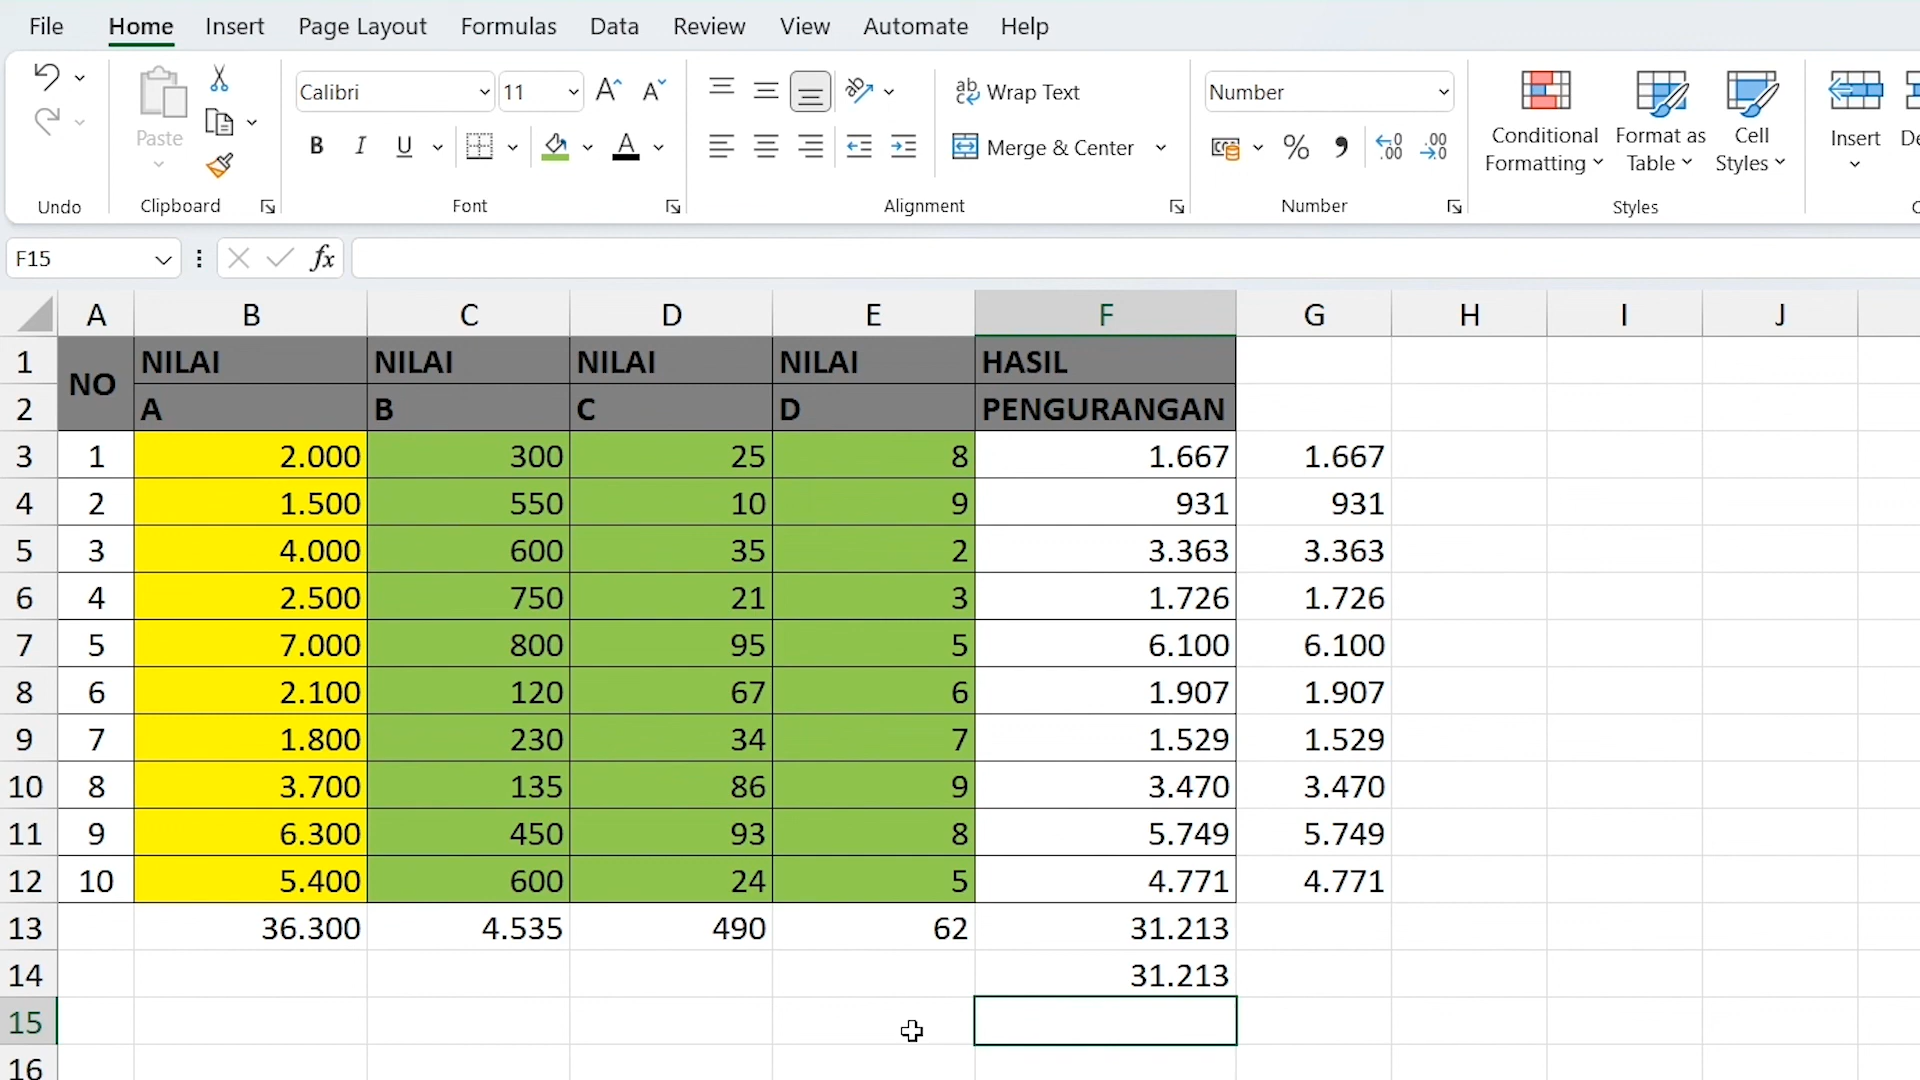 File Home Insert Page Layout Formulas Data Review View Automate Help
Calibri 11 Wrap Text Number
Paste Conditional Format as Cell Insert
B I U Merge & Center % Formatting Table Styles
Undo Clipboard Font Alignment Number Styles
F15 fx
A B C D E F G H I J
1 NO NILAI NILAI NILAI NILAI HASIL
2 A B C D PENGURANGAN
3 1 2.000 300 25 8 1.667 1.667
4 2 1.500 550 10 9 931 931
5 3 4.000 600 35 2 3.363 3.363
6 4 2.500 750 21 3 1.726 1.726
7 5 7.000 800 95 5 6.100 6.100
8 6 2.100 120 67 6 1.907 1.907
9 7 1.800 230 34 7 1.529 1.529
10 8 3.700 135 86 9 3.470 3.470
11 9 6.300 450 93 8 5.749 5.749
12 10 5.400 600 24 5 4.771 4.771
13 36.300 4.535 490 62 31.213
14 31.213
15
16